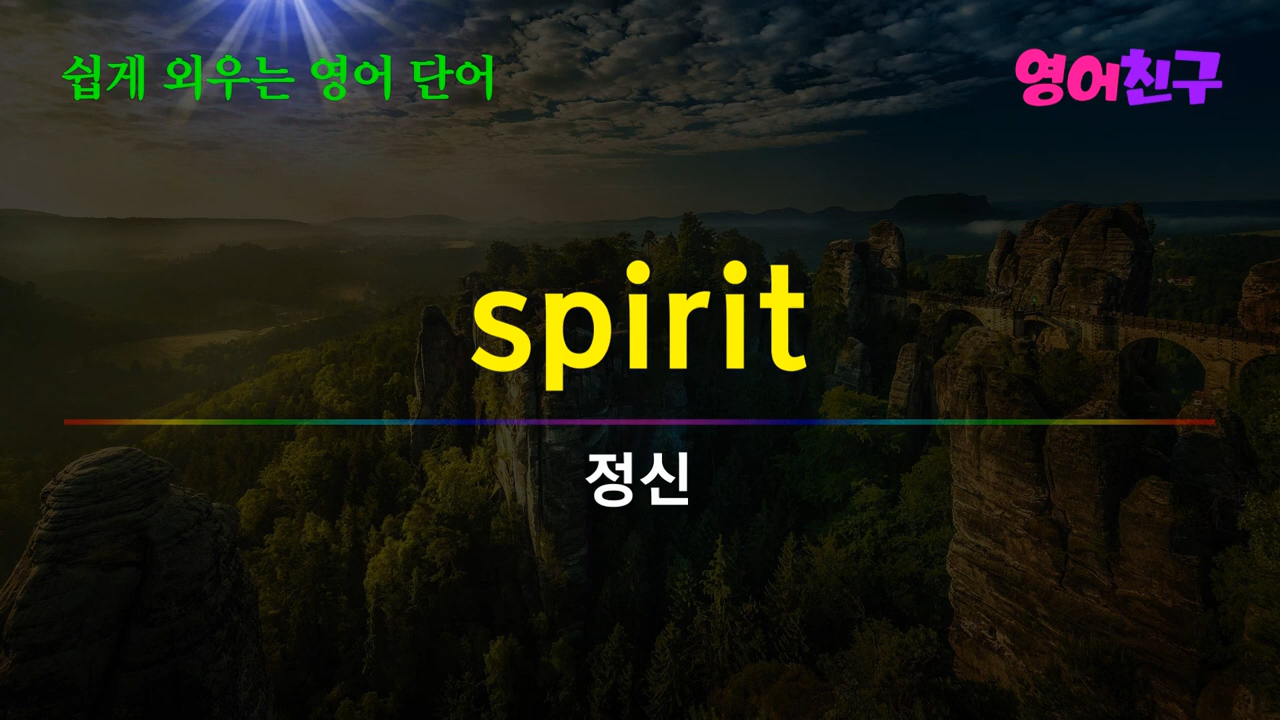 쉽게 외우는 영어 단어
영어친구
spirit
정신